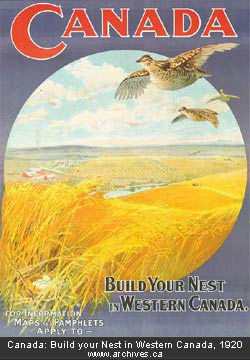 CANADA
BUILD YOUR NEST
IN WESTERN CANADA.
FOR INFORMATION
MAPS & PAMPHLETS
APPLY TO —
Canada: Build your Nest in Western Canada, 1920
www.archives.ca